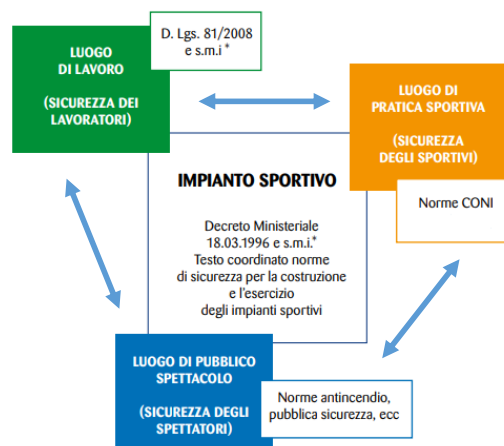 LUOGO
DI LAVORO
(SICUREZZA DEI
LAVORATORI)
D. Lgs. 81/2008
e s.m.i *
LUOGO DI
PRATICA SPORTIVA
(SICUREZZA
DEGLI SPORTIVI)
Norme CONI
IMPIANTO SPORTIVO
Decreto Ministeriale
18.03.1996 e s.m.i.*
Testo coordinato norme
di sicurezza per la costruzione
e l'esercizio
degli impianti sportivi
LUOGO DI PUBBLICO
SPETTACOLO
(SICUREZZA DEGLI
SPETTATORI)
Norme antincendio,
pubblica sicurezza, ecc